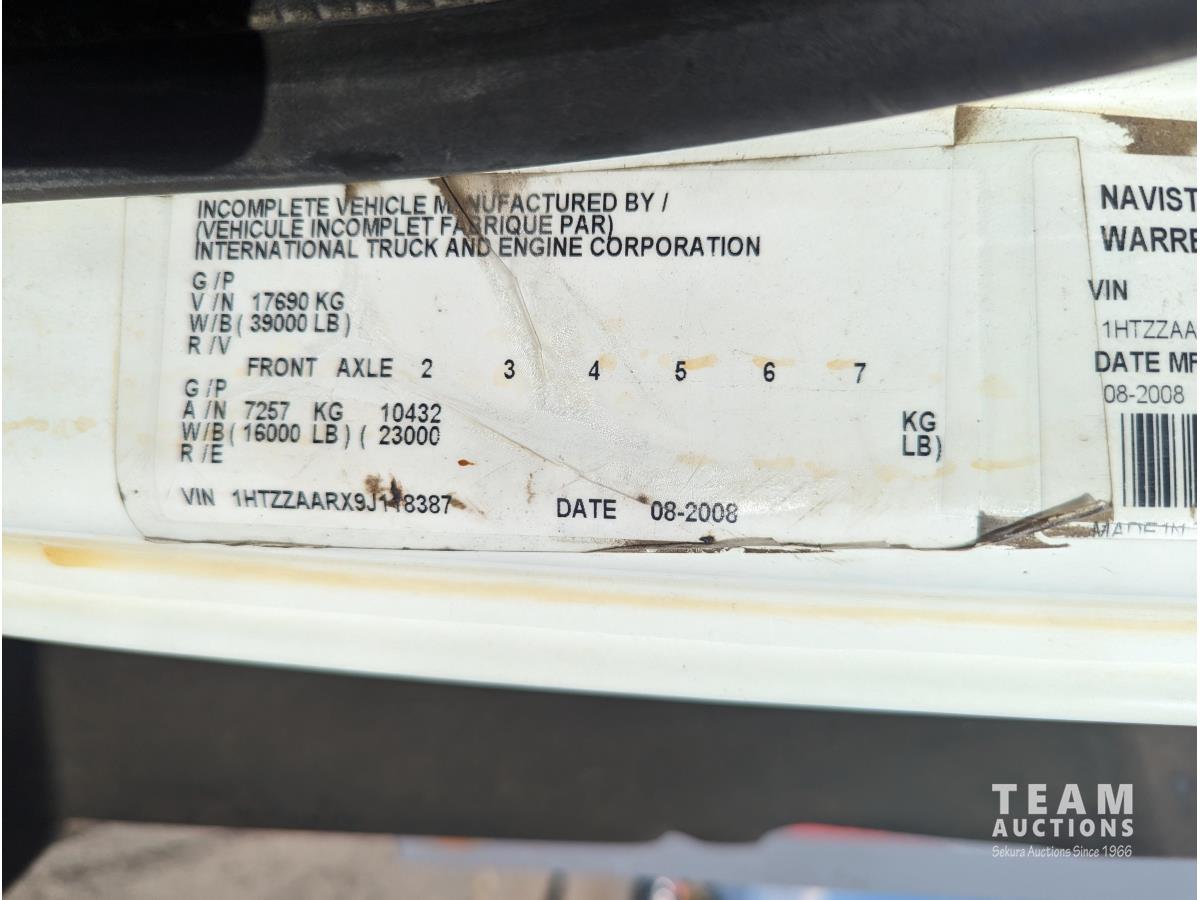 INCOMPLETE VEHICLE MANUFACTURED BY /
(VEHICULE INCOMPLET FABRIQUE PAR)
INTERNATIONAL TRUCK AND ENGINE CORPORATION
G /P
V /N 17690 KG
W/B ( 39000 LB)
R /V
FRONT AXLE 2 3 4 5 6 7
G /P
A /N 7257 KG 10432 KG
W/B ( 16000 LB) ( 23000 LB)
R /E
VIN 1HTZZAARX9J118387 DATE 08-2008
NAVIST
WARRE
VIN
1HTZZAA
DATE MF
08-2008
MADE IN
TEAM
AUCTIONS
Sekura Auctions Since 1966